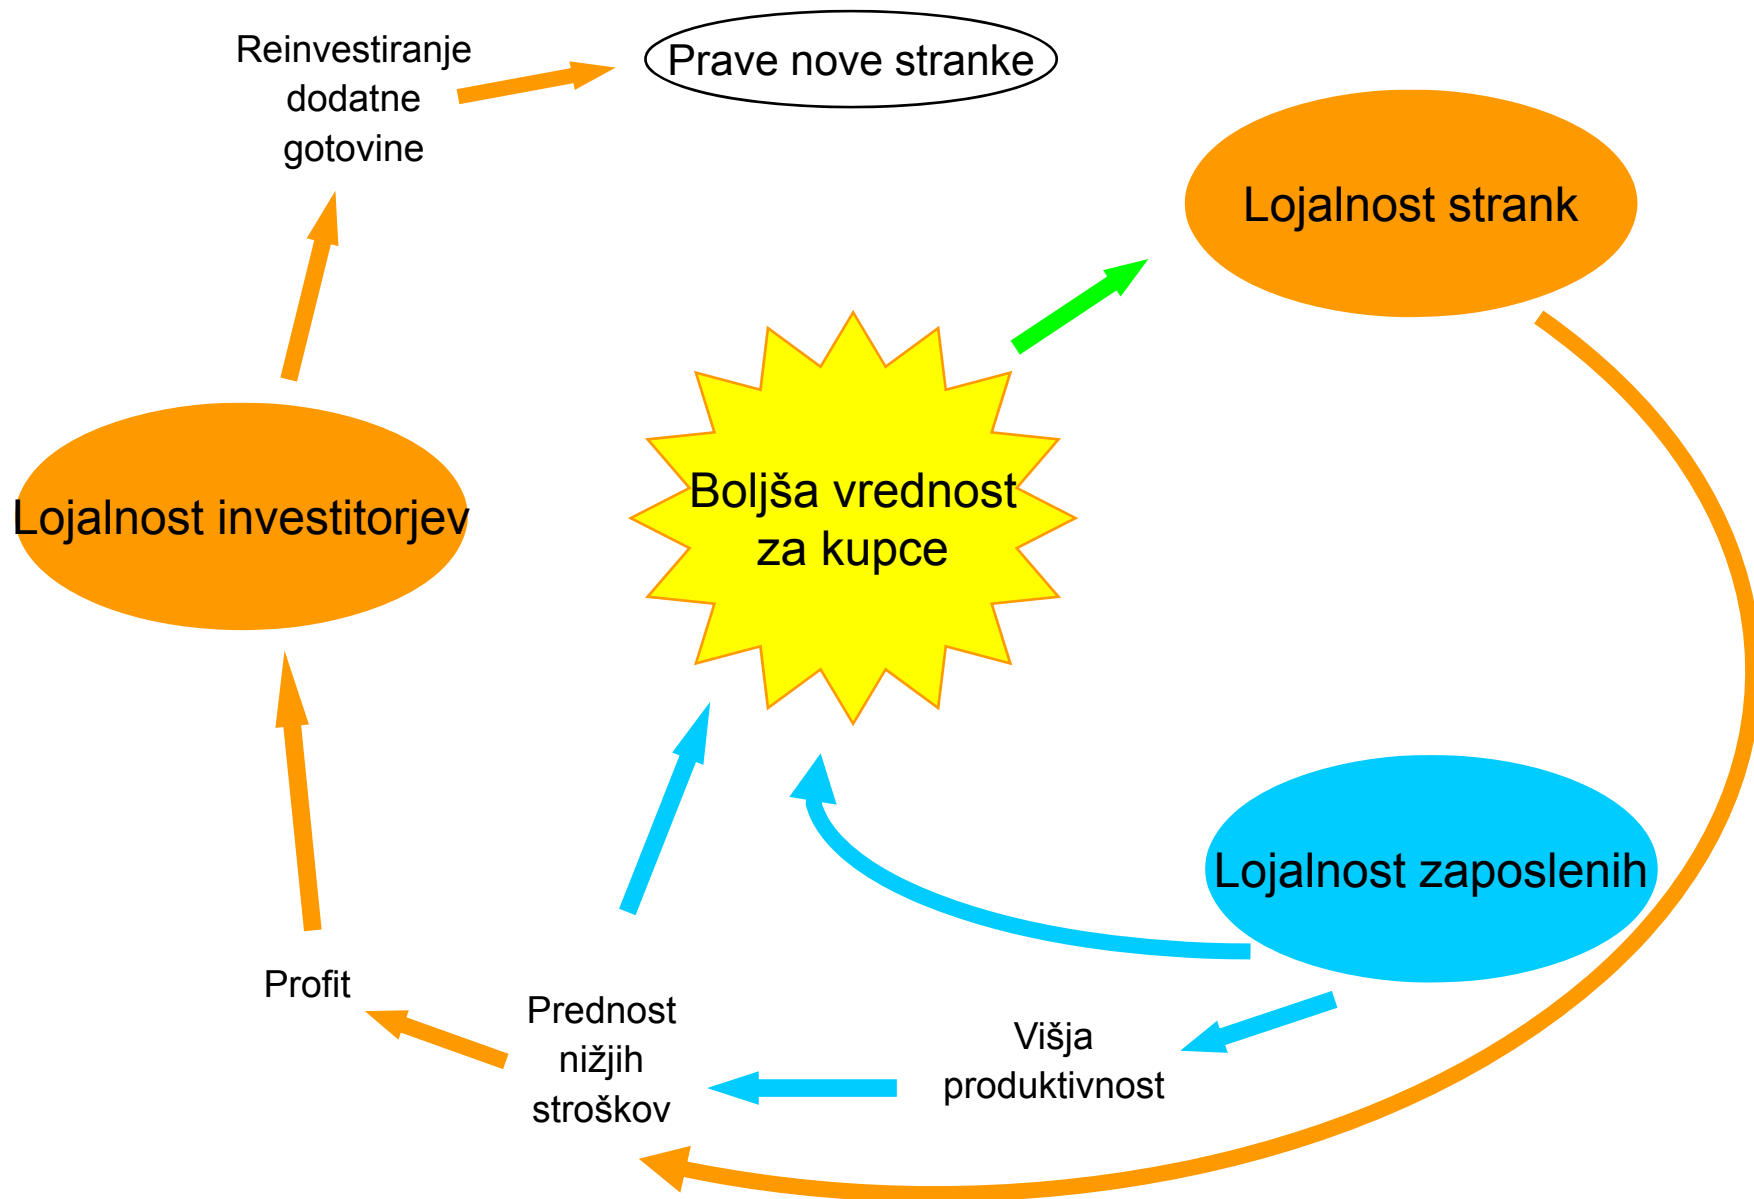 Reinvestiranje
dodatne
gotovine
Prave nove stranke
Lojalnost strank
Lojalnost investitorjev
Boljša vrednost
za kupce
Lojalnost zaposlenih
Profit
Prednost
nižjih
stroškov
Višja
produktivnost